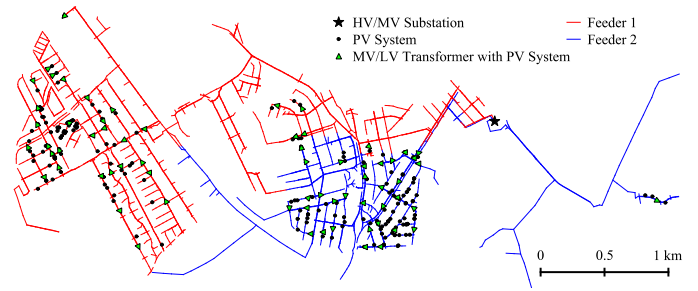 HV/MV Substation
Feeder 1
PV System
Feeder 2
MV/LV Transformer with PV System
0
0.5
1 km